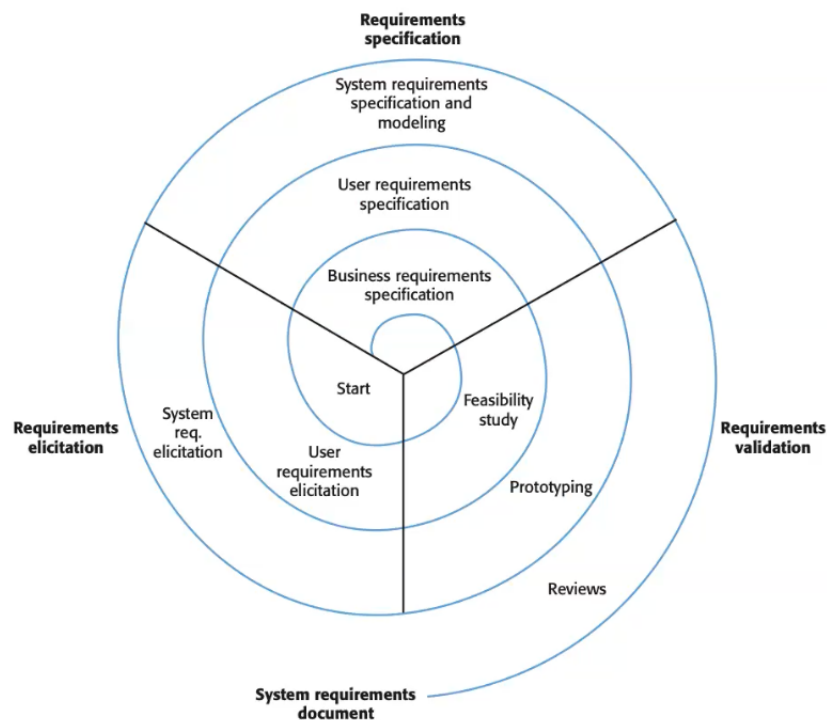 Requirements
specification
System requirements
specification and
modeling
User requirements
specification
Business requirements
specification
Start
Feasibility
study
Requirements
elicitation
System
req.
elicitation
User
requirements
elicitation
Requirements
validation
Prototyping
Reviews
System requirements
document